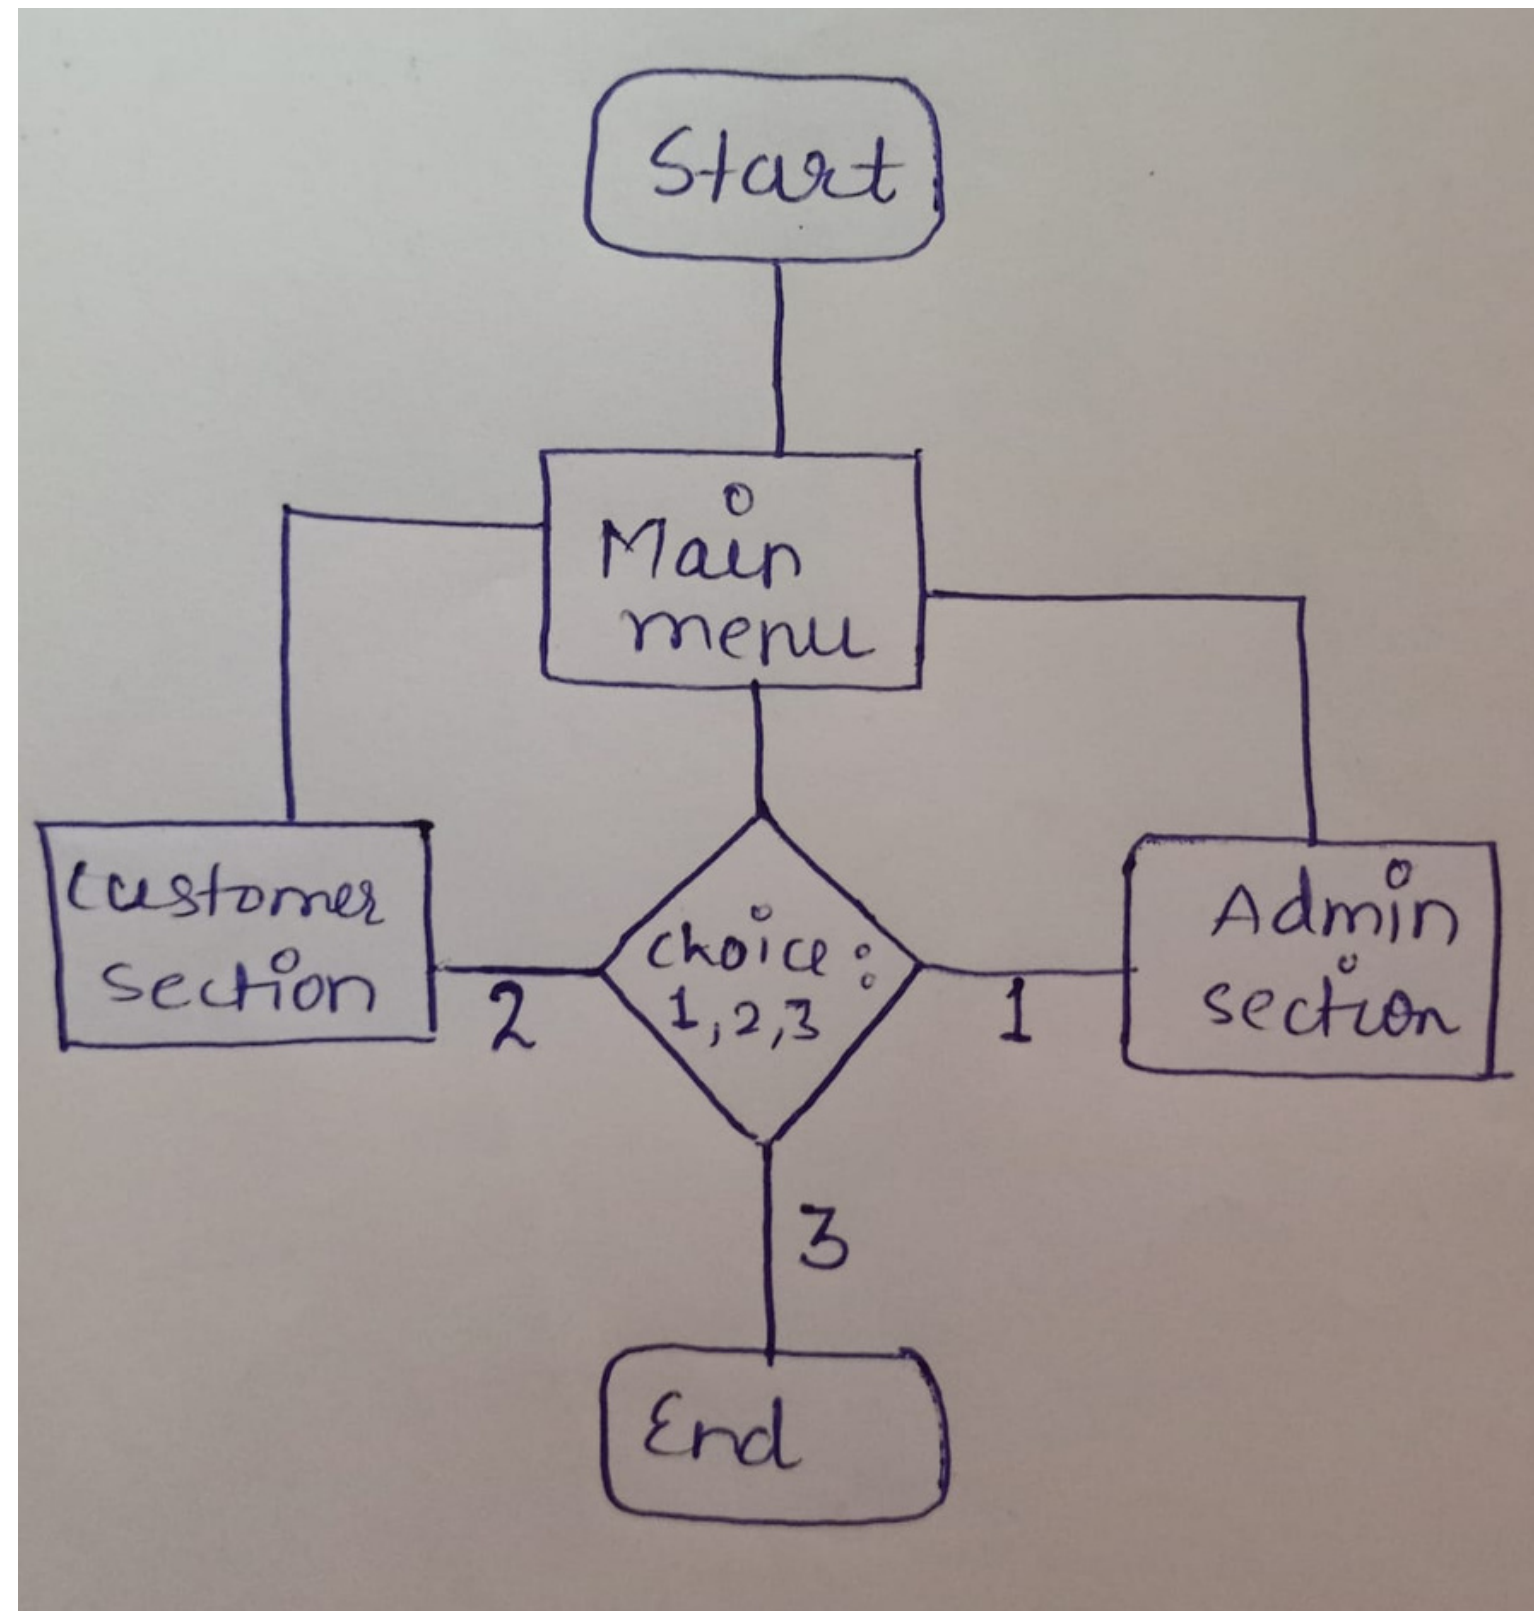 Start
Main
menu
Customer
section
choice:
1,2,3
Admin
section
2
1
3
End